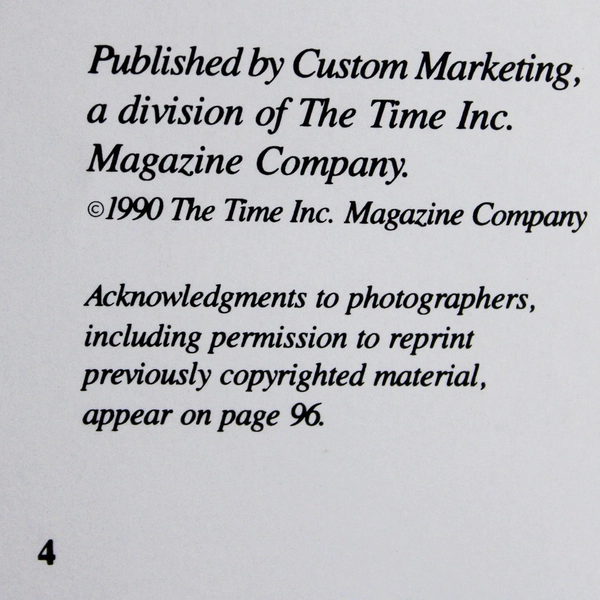 Published by Custom Marketing,
a division of The Time Inc.
Magazine Company.
©1990 The Time Inc. Magazine Company
Acknowledgments to photographers,
including permission to reprint
previously copyrighted material,
appear on page 96.
4